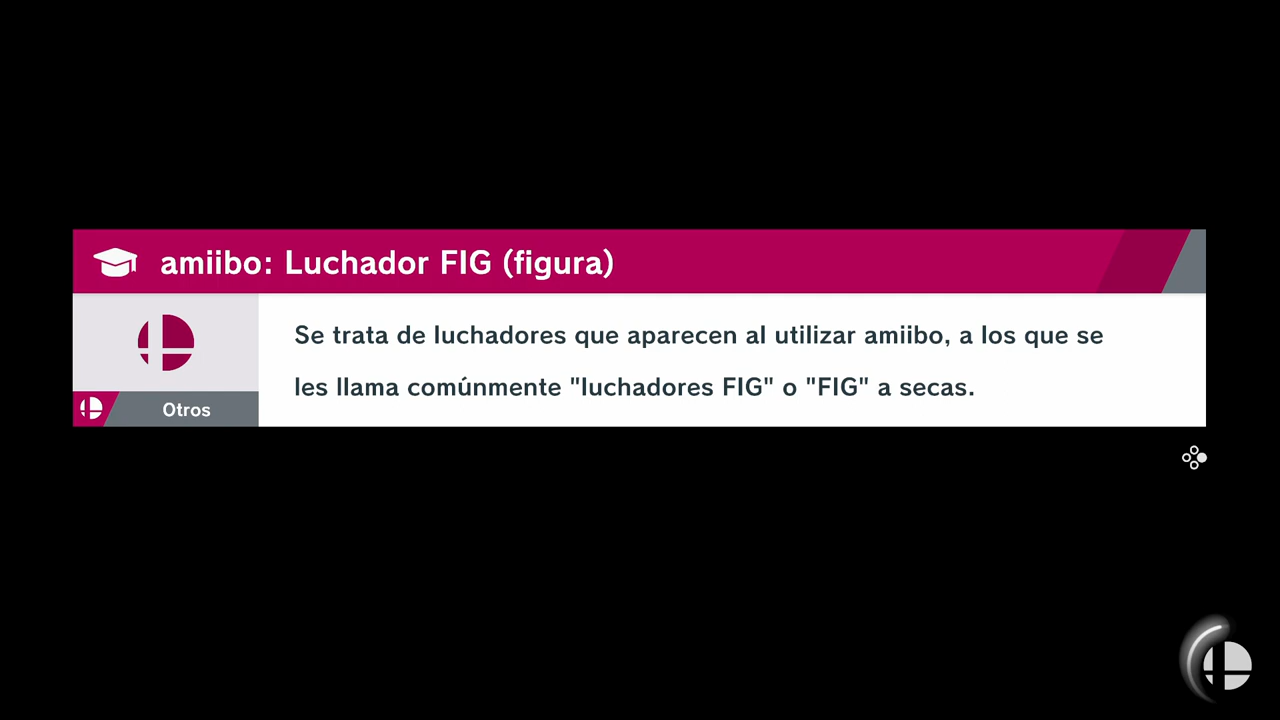 amiibo: Luchador FIG (figura)
Se trata de luchadores que aparecen al utilizar amiibo, a los que se
les llama comúnmente "luchadores FIG" o "FIG" a secas.
Otros